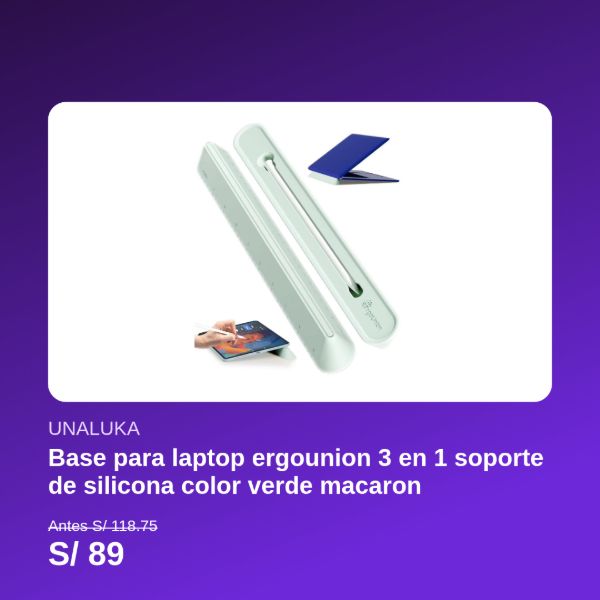 UNALUKA
Base para laptop ergounion 3 en 1 soporte
de silicona color verde macaron
Antes S/ 118.75
S/ 89